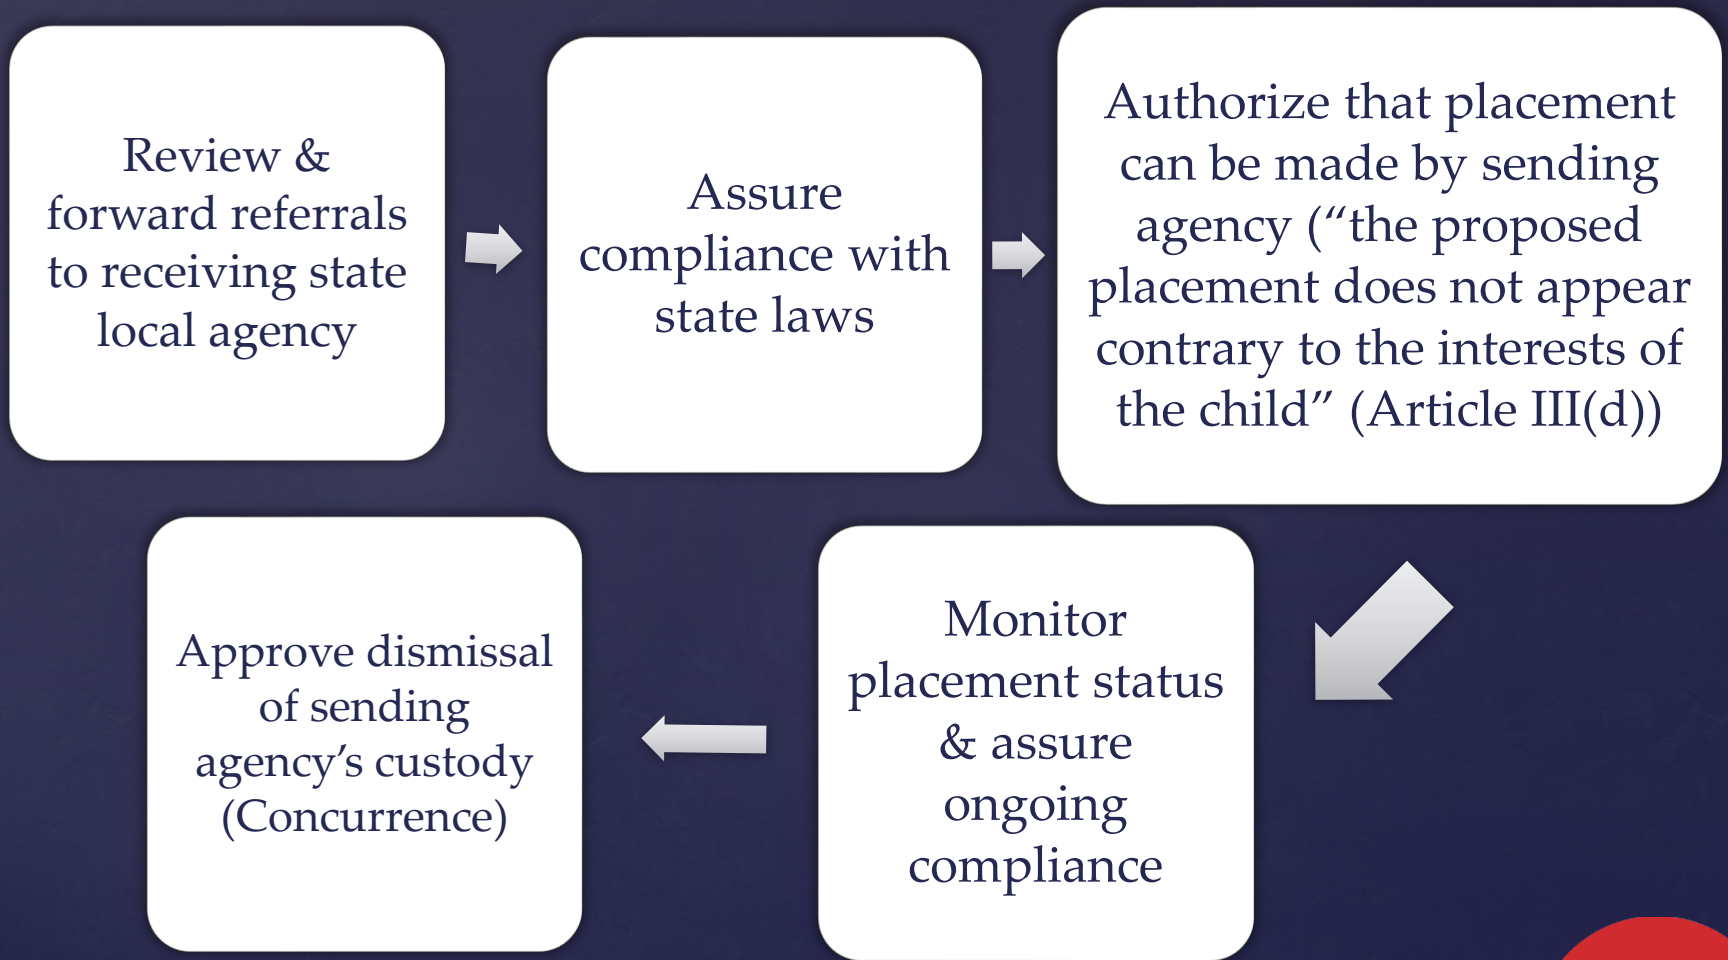 Review &
forward referrals
to receiving state
local agency
Assure
compliance with
state laws
Authorize that placement
can be made by sending
agency (“the proposed
placement does not appear
contrary to the interests of
the child” (Article III(d))
Monitor
placement status
& assure
ongoing
compliance
Approve dismissal
of sending
agency’s custody
(Concurrence)